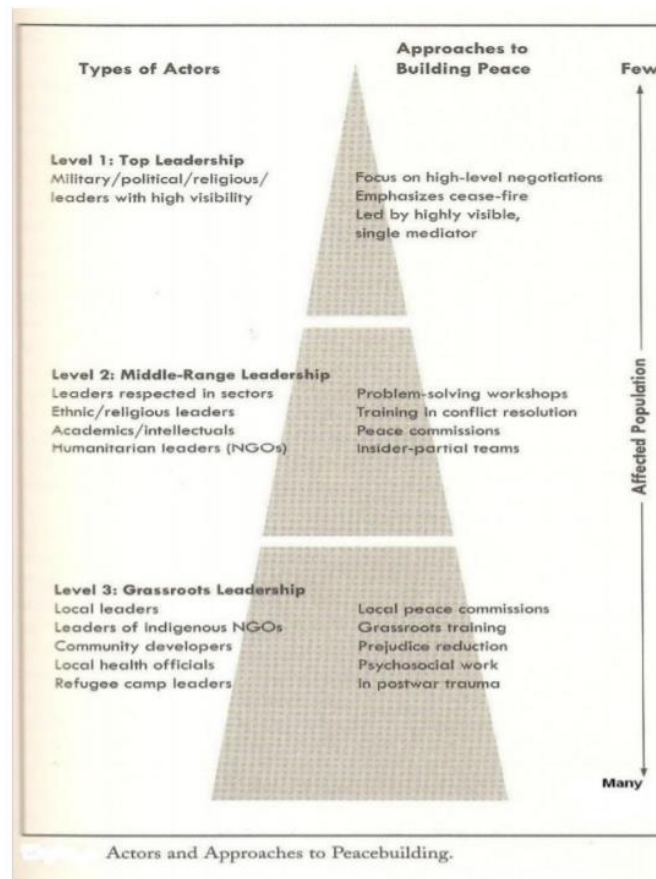 Types of Actors
Approaches to
Building Peace
Few
Level 1: Top Leadership
Military/political/religious/
leaders with high visibility
Focus on high-level negotiations
Emphasizes cease-fire
Led by highly visible,
single mediator
Level 2: Middle-Range Leadership
Leaders respected in sectors
Ethnic/religious leaders
Academics/intellectuals
Humanitarian leaders (NGOs)
Problem-solving workshops
Training in conflict resolution
Peace commissions
Insider-partial teams
Affected Population
Level 3: Grassroots Leadership
Local leaders
Leaders of indigenous NGOs
Community developers
Local health officials
Refugee camp leaders
Local peace commissions
Grassroots training
Prejudice reduction
Psychosocial work
in postwar trauma
Many
Actors and Approaches to Peacebuilding.